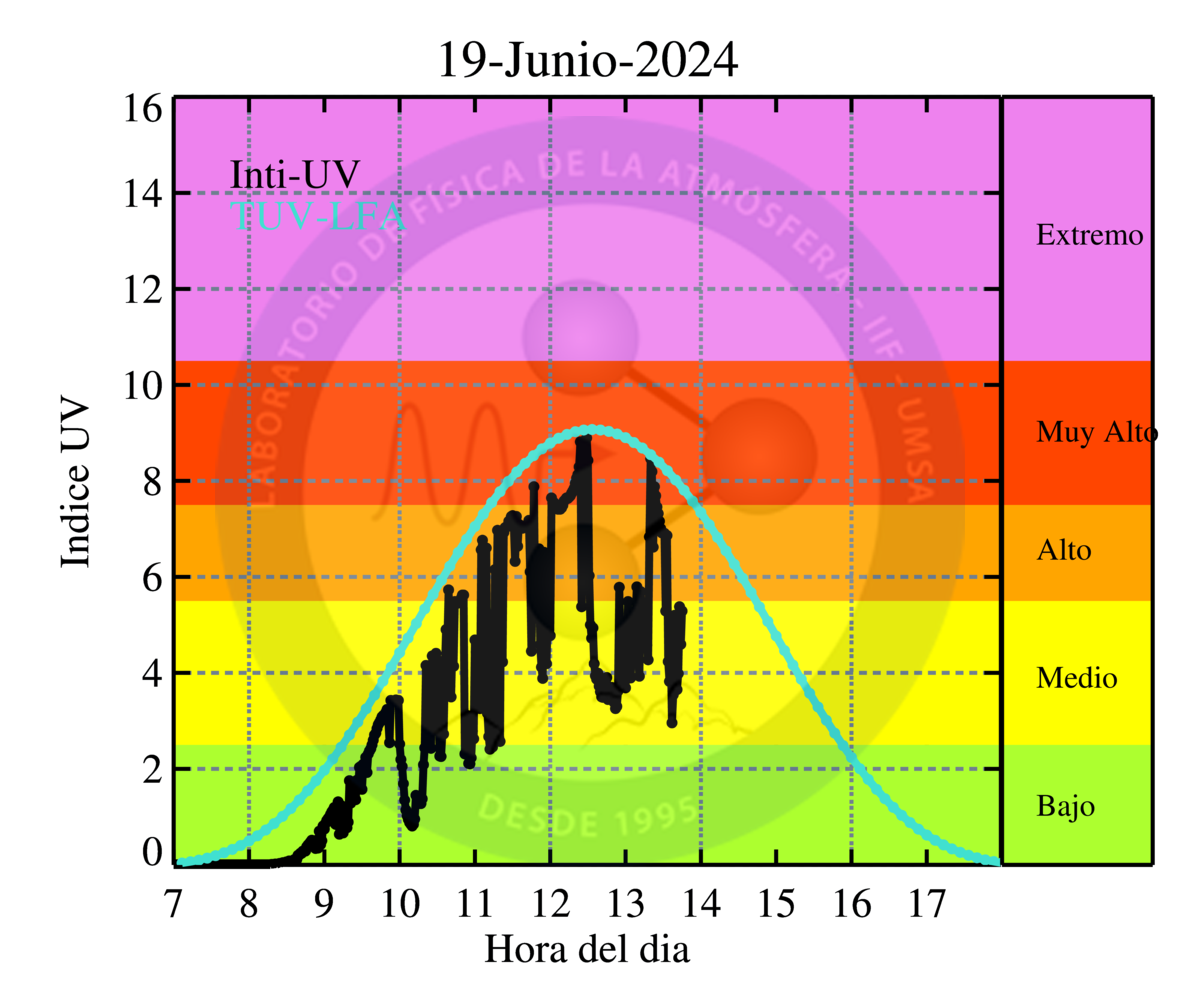 19-Junio-2024
16
14
12
10
8
6
4
2
0
Indice UV
Inti-UV
TUV-LFA
LABORATORIO DE FÍSICA DE LA ATMÓSFERA - IIF - UMSA
DESDE 1995
Extremo
Muy Alto
Alto
Medio
Bajo
7 8 9 10 11 12 13 14 15 16 17
Hora del dia